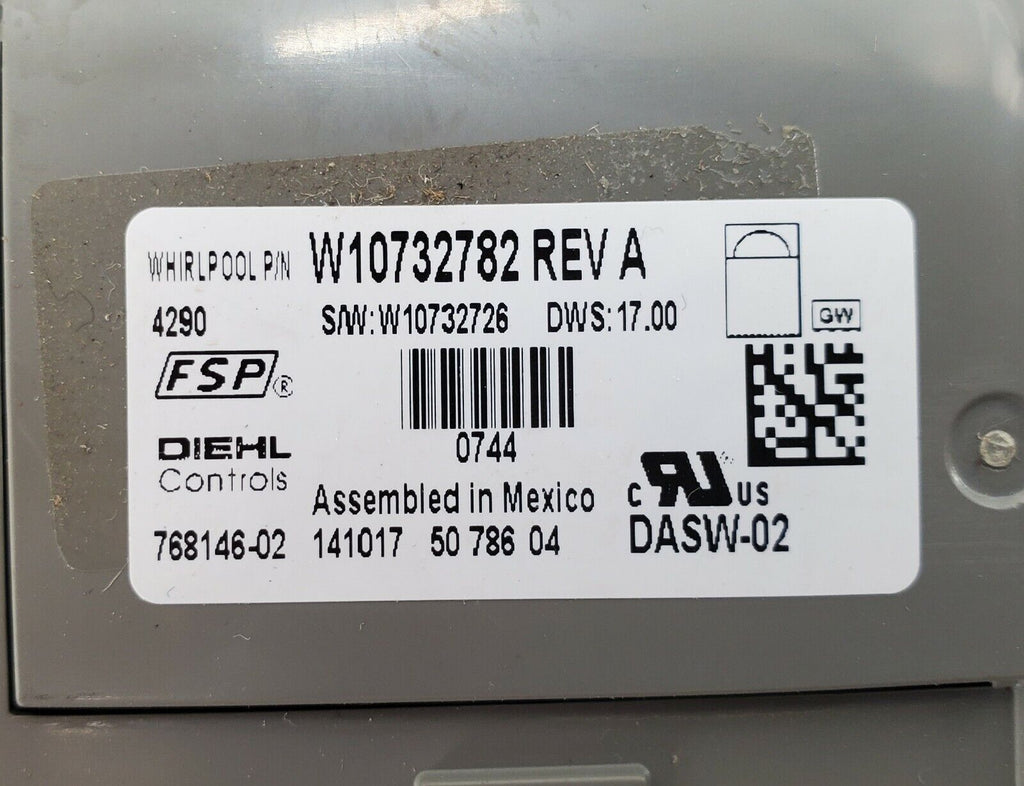 WHIRLPOOL P/N W10732782 REV A
4290 S/W: W10732726 DWS: 17.00
GW
FSP®
0744
DIEHL
Controls
Assembled in Mexico
C RU US
768146-02 141017 50 786 04 DASW-02